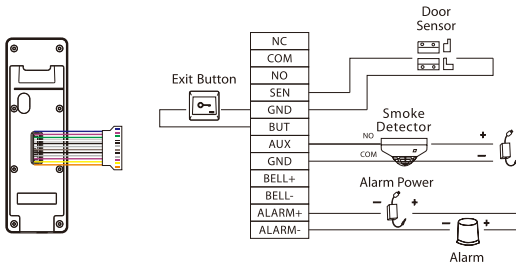 Door
Sensor
NC
COM
NO
SEN
GND
BUT
AUX
GND
BELL+
BELL-
ALARM+
ALARM-
Exit Button
Smoke
Detector
NO
COM
+
−
Alarm Power
− +
− +
Alarm